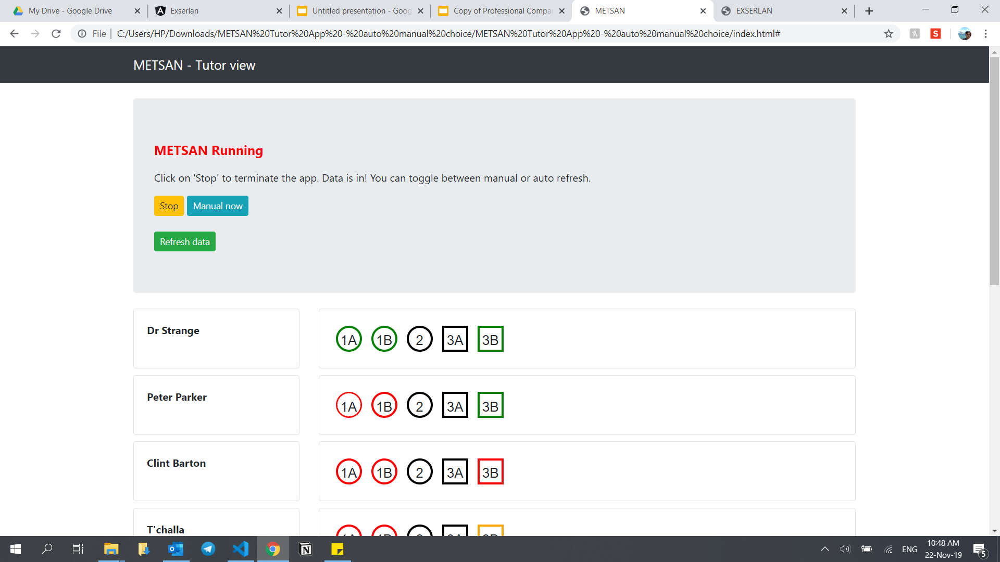 My Drive - Google Drive
Exserlan
Untitled presentation - Goog
Copy of Professional Compa
METSAN
EXSERLAN
File
C:/Users/HP/Downloads/METSAN%20Tutor%20App%20-%20auto%20manual%20choice/METSAN%20Tutor%20App%20-%20auto%20manual%20choice/index.html#
S
METSAN - Tutor view
METSAN Running
Click on 'Stop' to terminate the app. Data is in! You can toggle between manual or auto refresh.
Stop Manual now
Refresh data
Dr Strange
1A 1B 2 3A 3B
Peter Parker
1A 1B 2 3A 3B
Clint Barton
1A 1B 2 3A 3B
T'challa
ENG
10:48 AM
22-Nov-19
5